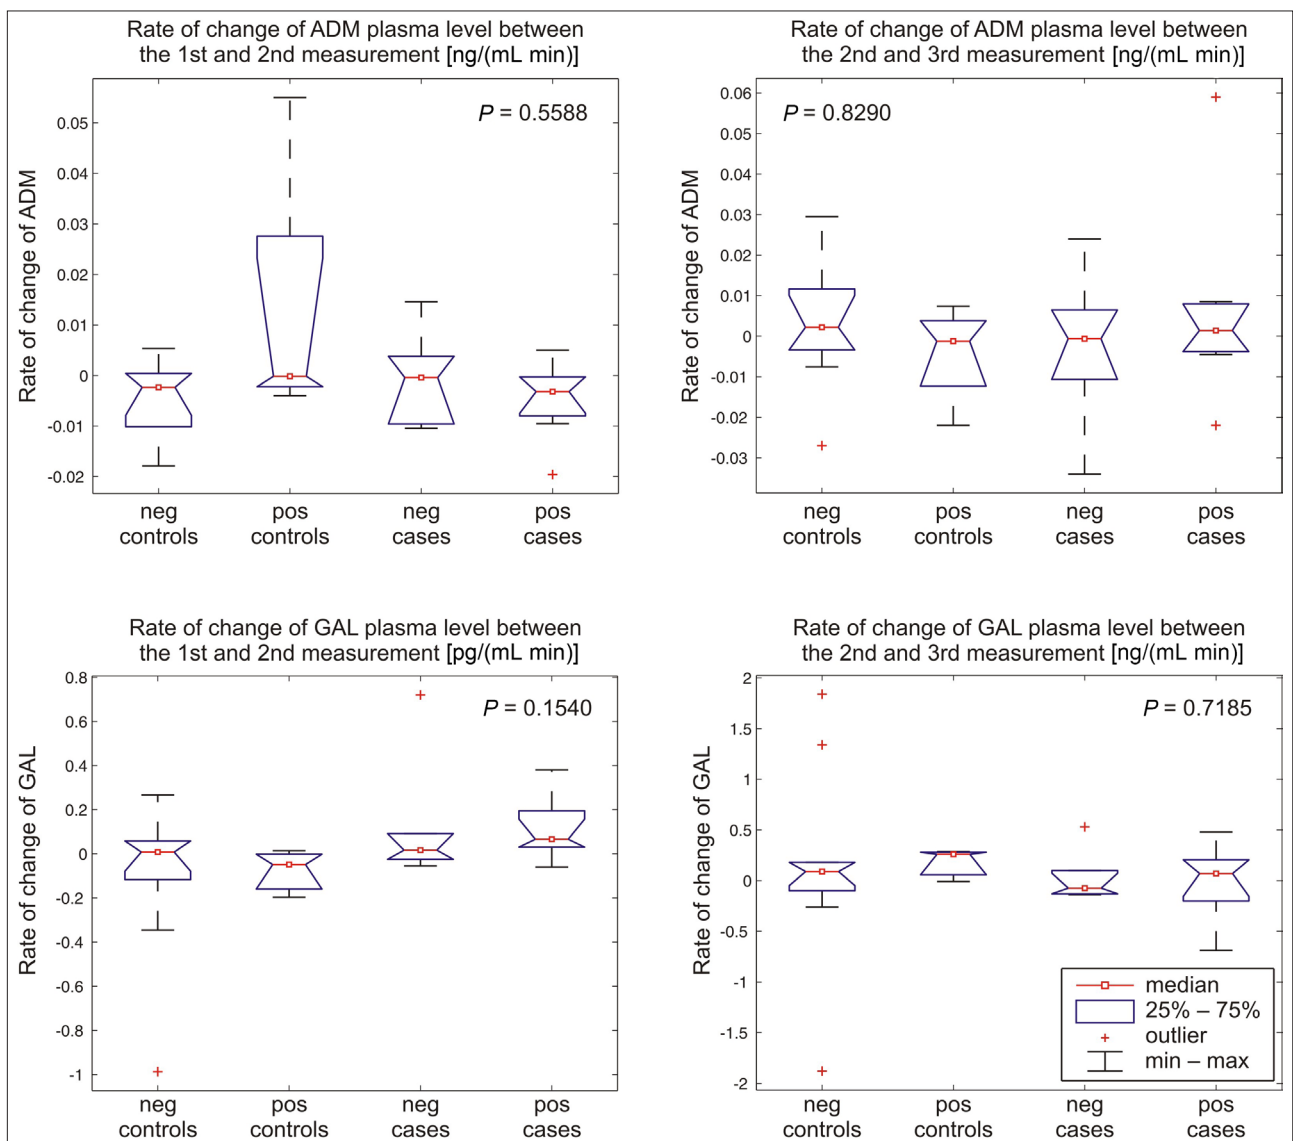 Rate of change of ADM plasma level between
the 1st and 2nd measurement [ng/(mL min)]
P = 0.5588
Rate of change of ADM
0.05
0.04
0.03
0.02
0.01
0
-0.01
-0.02
neg
controls
pos
controls
neg
cases
pos
cases
Rate of change of ADM plasma level between
the 2nd and 3rd measurement [ng/(mL min)]
P = 0.8290
Rate of change of ADM
0.06
0.05
0.04
0.03
0.02
0.01
0
-0.01
-0.02
-0.03
neg
controls
pos
controls
neg
cases
pos
cases
Rate of change of GAL plasma level between
the 1st and 2nd measurement [pg/(mL min)]
P = 0.1540
Rate of change of GAL
0.8
0.6
0.4
0.2
0
-0.2
-0.4
-0.6
-0.8
-1
neg
controls
pos
controls
neg
cases
pos
cases
Rate of change of GAL plasma level between
the 2nd and 3rd measurement [ng/(mL min)]
P = 0.7185
Rate of change of GAL
2
1.5
1
0.5
0
-0.5
-1
-1.5
-2
median
25% – 75%
outlier
min – max
neg
controls
pos
controls
neg
cases
pos
cases